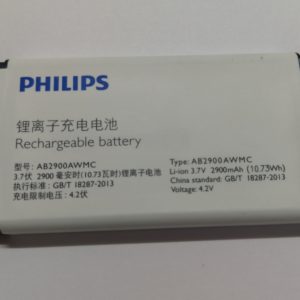 PHILIPS
锂离子充电电池
Rechargeable battery
型号: AB2900AWMC
3.7伏 2900 毫安时(10.73瓦时)锂离子电池
执行标准: GB/T 18287-2013
充电限制电压: 4.2伏
Type: AB2900AWMC
Li-ion 3.7V 2900mAh (10.73Wh)
China standard: GB/T
18287-2013
Voltage: 4.2V